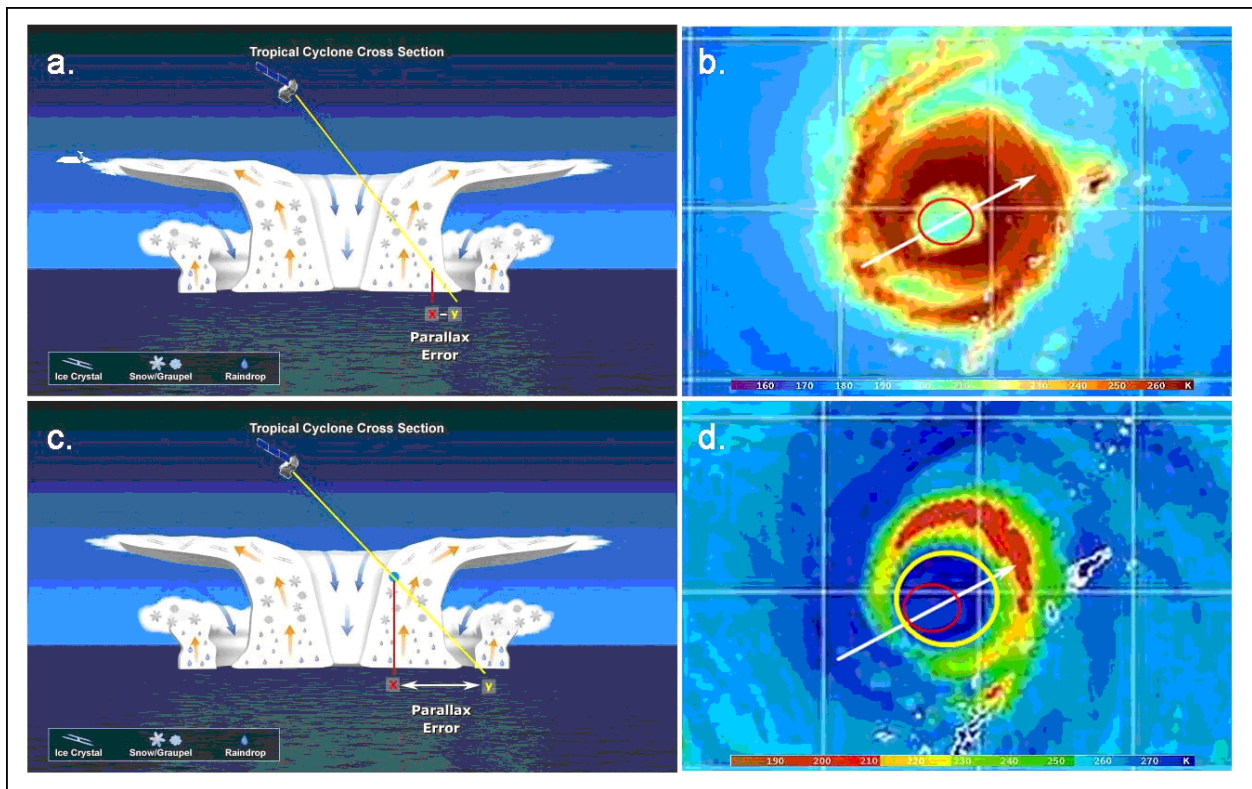 a.
Tropical Cyclone Cross Section
x - y
Parallax
Error
Ice Crystal Snow/Graupel Raindrop
b.
160 170 180 190 200 210 220 230 240 250 260 K
c.
Tropical Cyclone Cross Section
x y
Parallax
Error
Ice Crystal Snow/Graupel Raindrop
d.
190 200 210 220 230 240 250 260 270 K